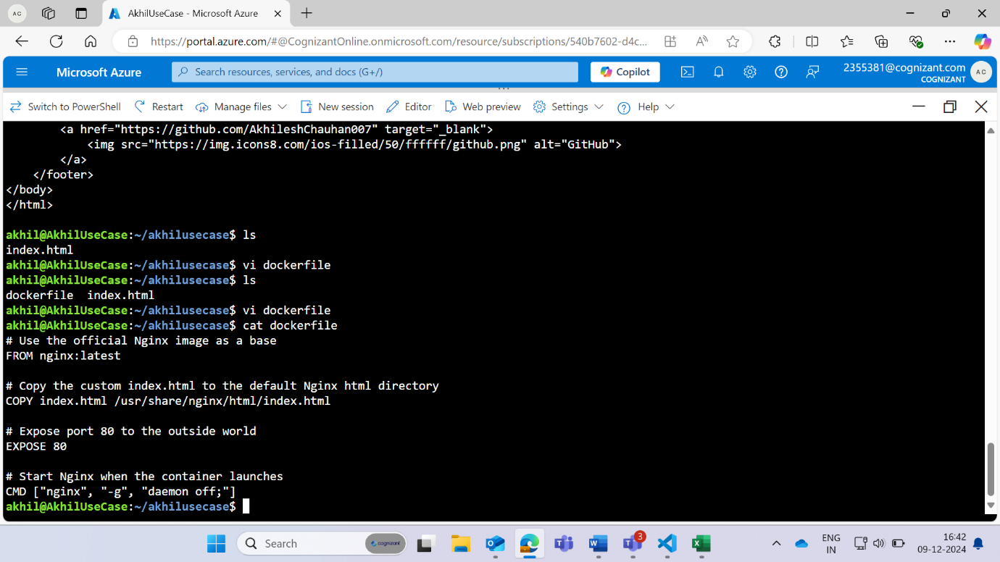 AC
AkhilUseCase - Microsoft Azure
https://portal.azure.com/#@CognizantOnline.onmicrosoft.com/resource/subscriptions/540b7602-d4c...
Microsoft Azure
Search resources, services, and docs (G+/)
Copilot
2355381@cognizant.com
COGNIZANT
AC
Switch to PowerShell Restart Manage files New session Editor Web preview Settings Help
<a href="https://github.com/AkhileshChauhan007" target="_blank">
<img src="https://img.icons8.com/ios-filled/50/ffffff/github.png" alt="GitHub">
</a>
</footer>
</body>
</html>
akhil@AkhilUseCase:~/akhilusecase$ ls
index.html
akhil@AkhilUseCase:~/akhilusecase$ vi dockerfile
akhil@AkhilUseCase:~/akhilusecase$ ls
dockerfile index.html
akhil@AkhilUseCase:~/akhilusecase$ vi dockerfile
akhil@AkhilUseCase:~/akhilusecase$ cat dockerfile
# Use the official Nginx image as a base
FROM nginx:latest
# Copy the custom index.html to the default Nginx html directory
COPY index.html /usr/share/nginx/html/index.html
# Expose port 80 to the outside world
EXPOSE 80
# Start Nginx when the container launches
CMD ["nginx", "-g", "daemon off;"]
akhil@AkhilUseCase:~/akhilusecase$
Search
cognizant
3
ENG
IN
16:42
09-12-2024